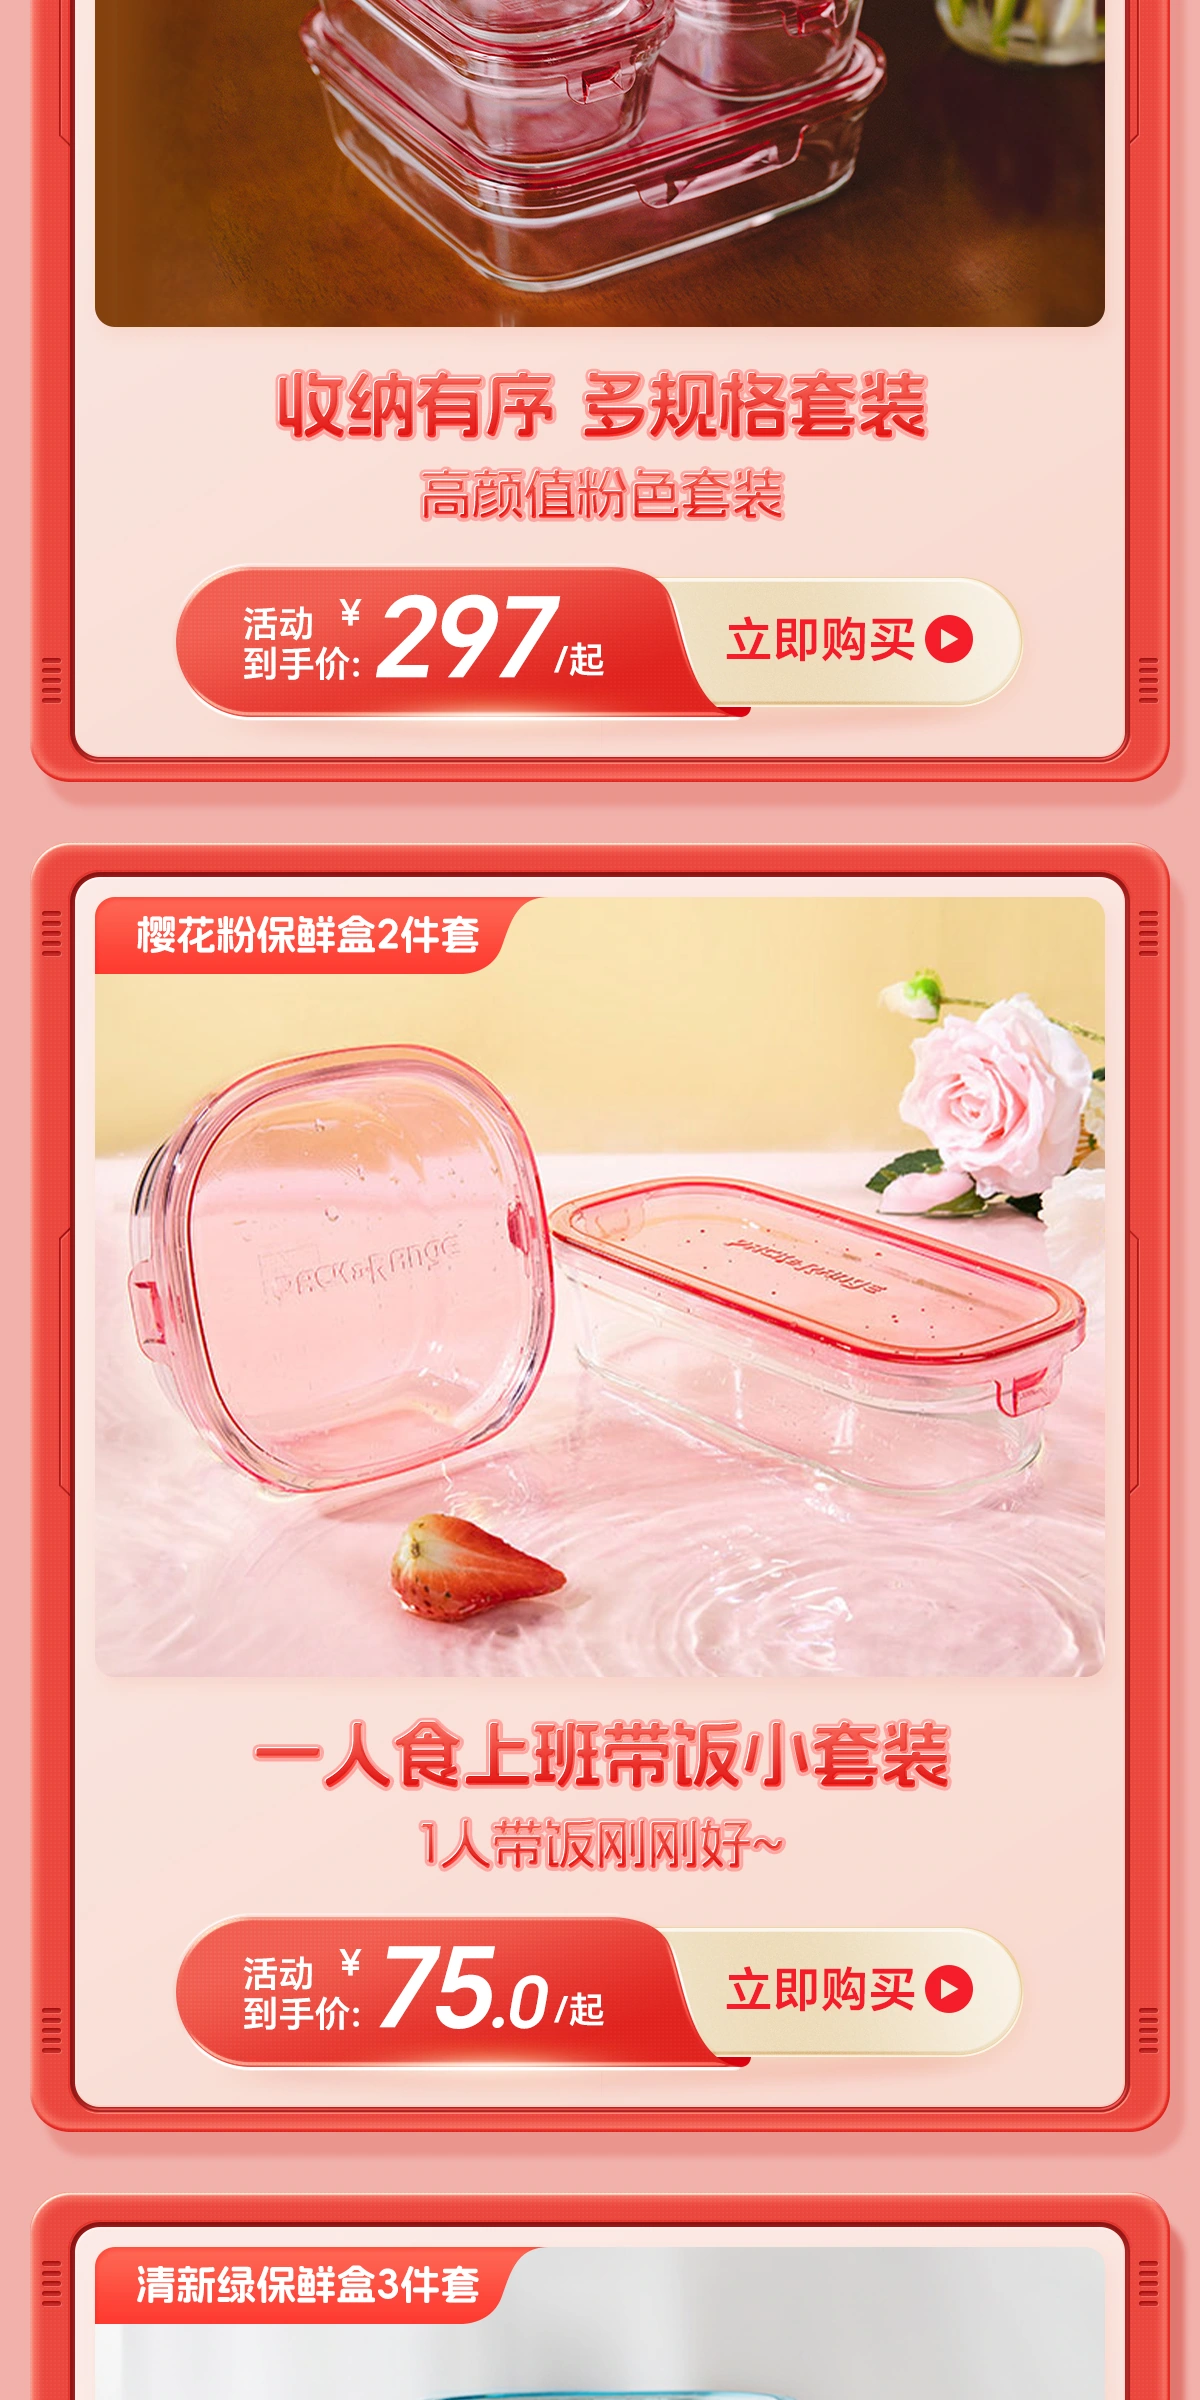 收纳有序 多规格套装
高颜值粉色套装
活动 ¥ 297/起
到手价:
立即购买
樱花粉保鲜盒2件套
一人食上班带饭小套装
1人带饭刚刚好~
活动 ¥ 75.0/起
到手价:
立即购买
清新绿保鲜盒3件套